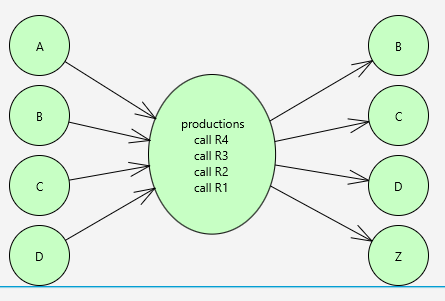 A
B
C
D
productions
call R4
call R3
call R2
call R1
B
C
D
Z